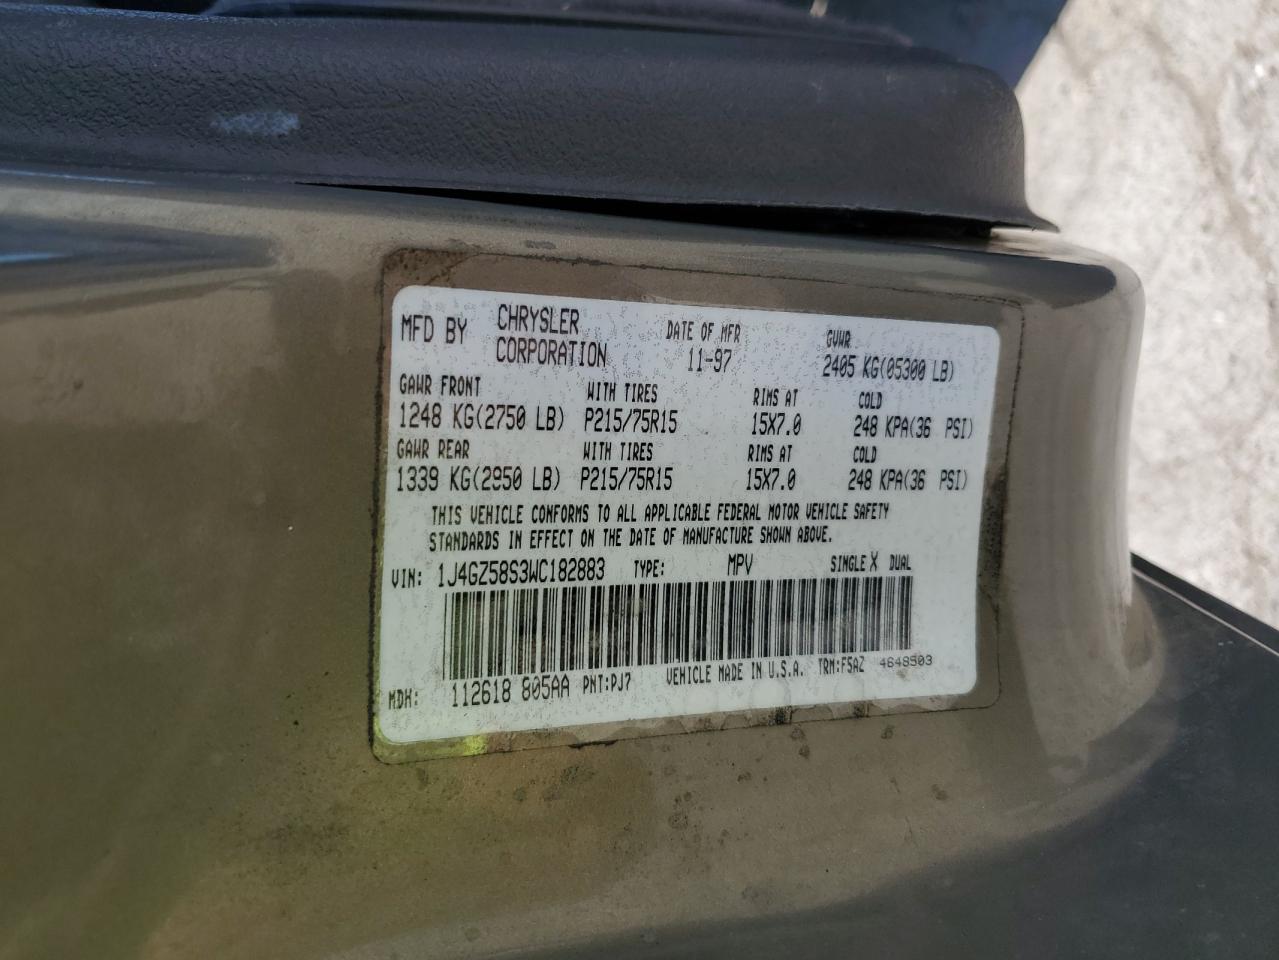 MFD BY CHRYSLER CORPORATION DATE OF MFR 11-97 GVWR 2405 KG(05300 LB)
GAWR FRONT WITH TIRES RIMS AT COLD
1248 KG(2750 LB) P215/75R15 15X7.0 248 KPA(36 PSI)
GAWR REAR WITH TIRES RIMS AT COLD
1339 KG(2950 LB) P215/75R15 15X7.0 248 KPA(36 PSI)
THIS VEHICLE CONFORMS TO ALL APPLICABLE FEDERAL MOTOR VEHICLE SAFETY
STANDARDS IN EFFECT ON THE DATE OF MANUFACTURE SHOWN ABOVE.
VIN: 1J4GZ58S3WC182883 TYPE: MPV SINGLE X DUAL
MDH: 112618 805AA PNT:PJ7 VEHICLE MADE IN U.S.A. TRM:F5AZ 4648503